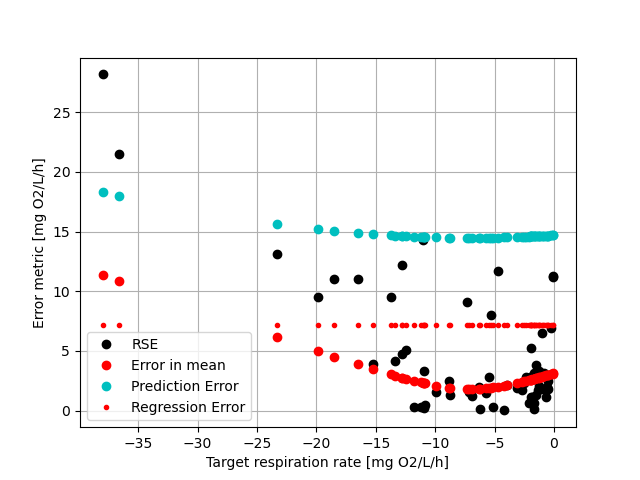 Error metric [mg O2/L/h]
25
20
15
10
5
0
RSE
Error in mean
Prediction Error
Regression Error
−35 −30 −25 −20 −15 −10 −5 0
Target respiration rate [mg O2/L/h]